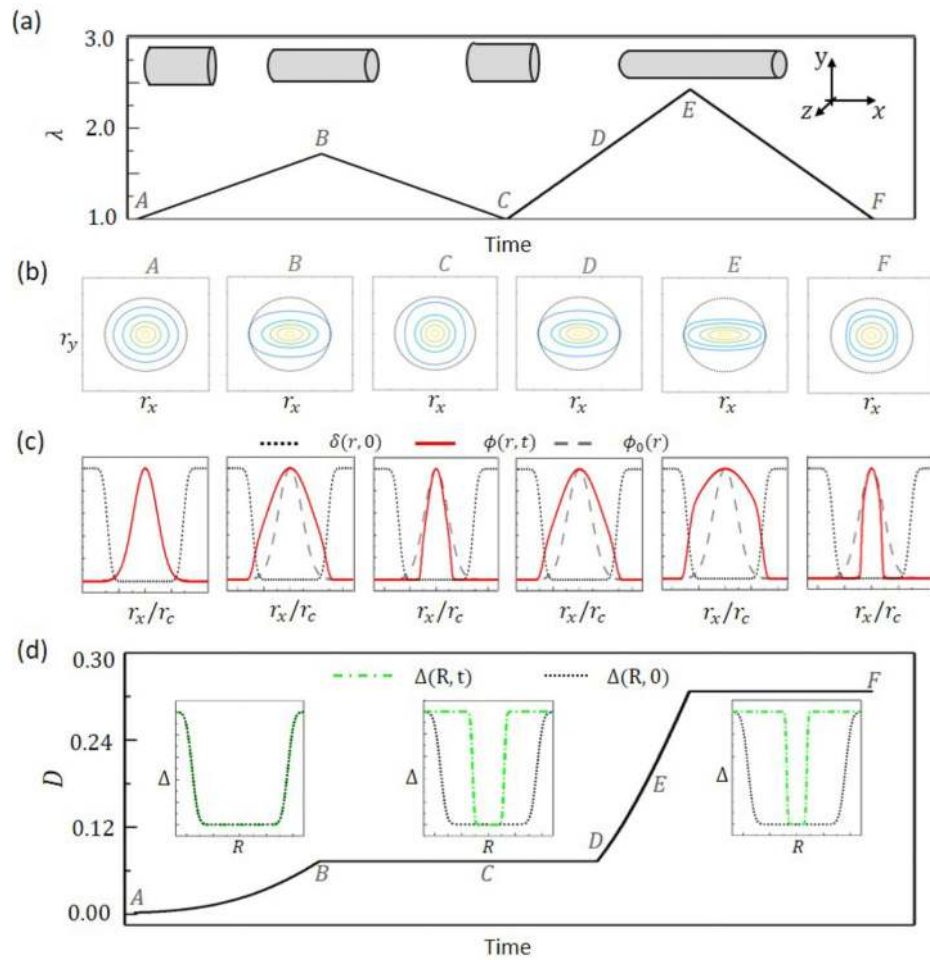 (a)
3.0
2.0
1.0
λ
A
B
C
D
E
F
y
x
z
Time
(b)
A B C D E F
r_y
r_x r_x r_x r_x r_x r_x
(c)
δ(r, 0) ϕ(r, t) ϕ_0(r)
r_x/r_c r_x/r_c r_x/r_c r_x/r_c r_x/r_c r_x/r_c
(d)
0.30
0.24
0.12
0.00
D
Δ(R, t) Δ(R, 0)
Δ Δ Δ
R R R
A
B
C
D
E
F
Time